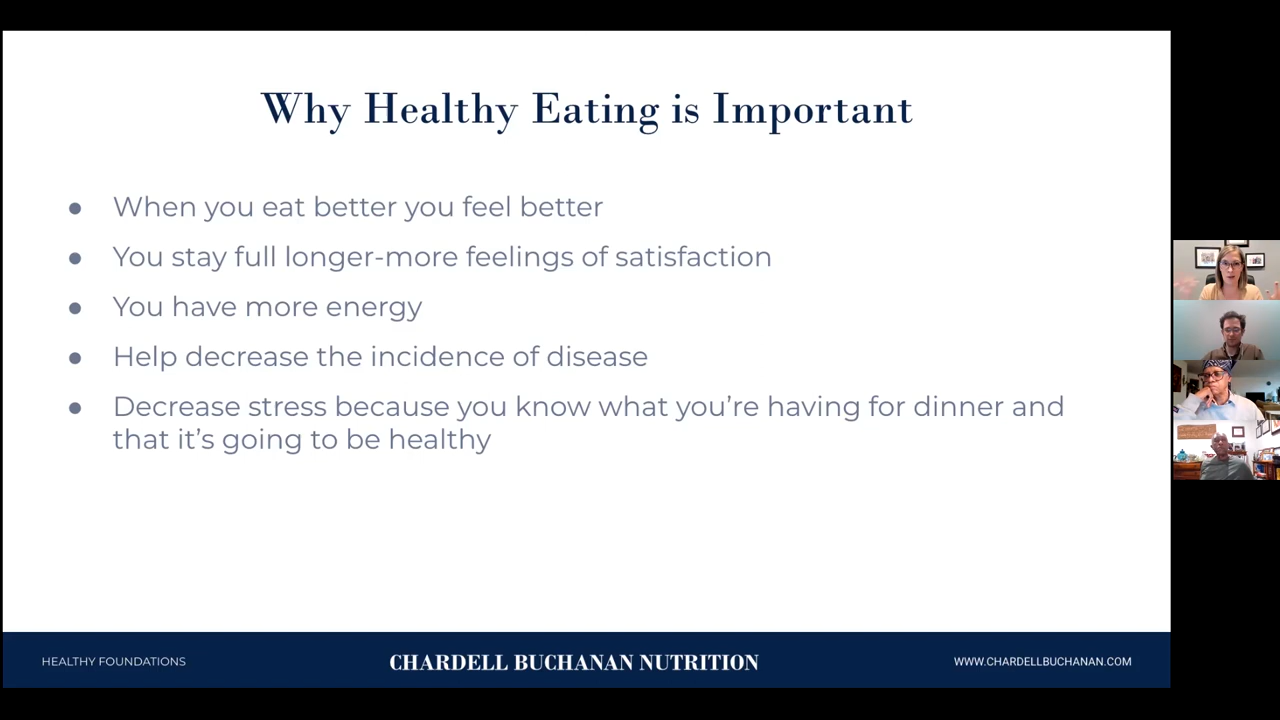 Why Healthy Eating is Important
● When you eat better you feel better
● You stay full longer-more feelings of satisfaction
● You have more energy
● Help decrease the incidence of disease
● Decrease stress because you know what you’re having for dinner and
that it’s going to be healthy
HEALTHY FOUNDATIONS
CHARDELL BUCHANAN NUTRITION
WWW.CHARDELLBUCHANAN.COM